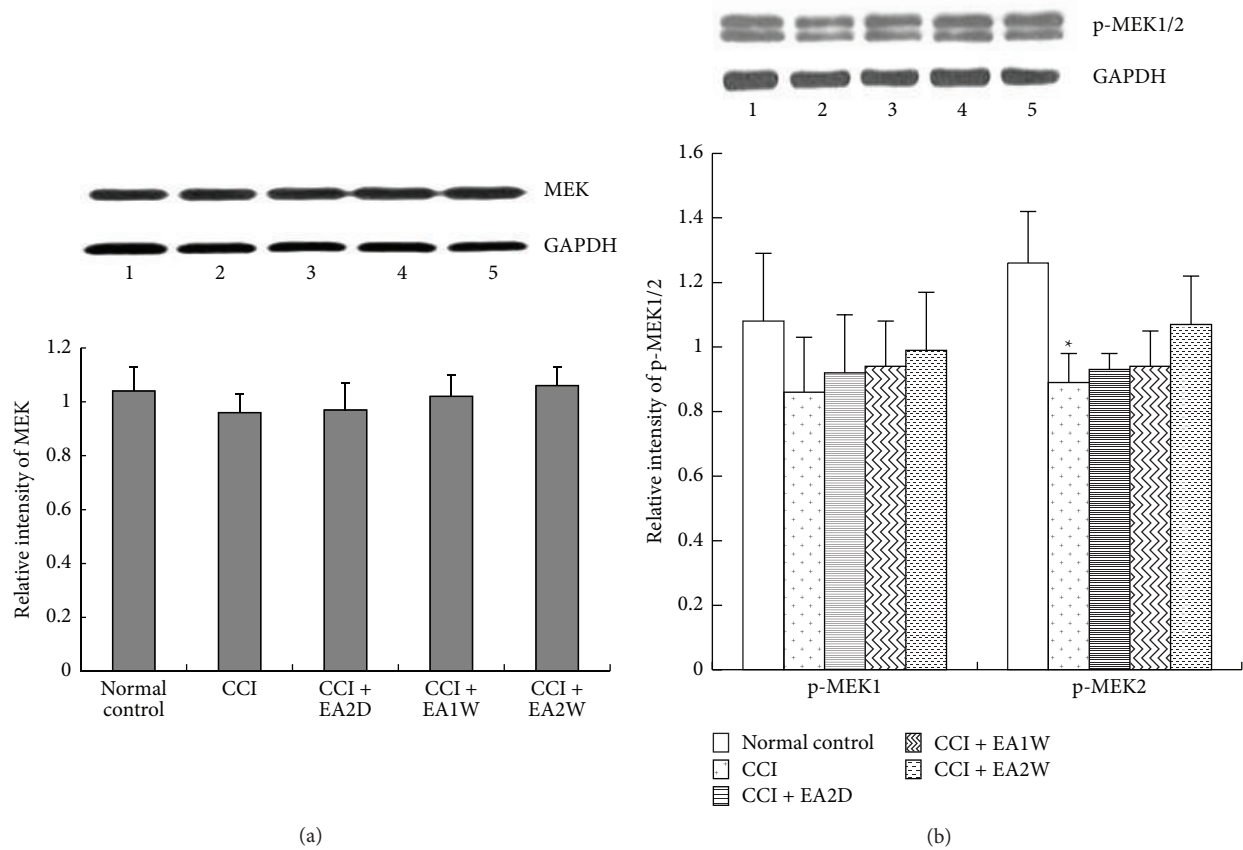 MEK
GAPDH
1 2 3 4 5
1.2
1
0.8
0.6
0.4
0.2
0
Relative intensity of MEK
Normal control
CCI
CCI + EA2D
CCI + EA1W
CCI + EA2W
(a)
p-MEK1/2
GAPDH
1 2 3 4 5
1.6
1.4
1.2
1
0.8
0.6
0.4
0.2
0
Relative intensity of p-MEK1/2
*
p-MEK1
p-MEK2
Normal control
CCI
CCI + EA2D
CCI + EA1W
CCI + EA2W
(b)